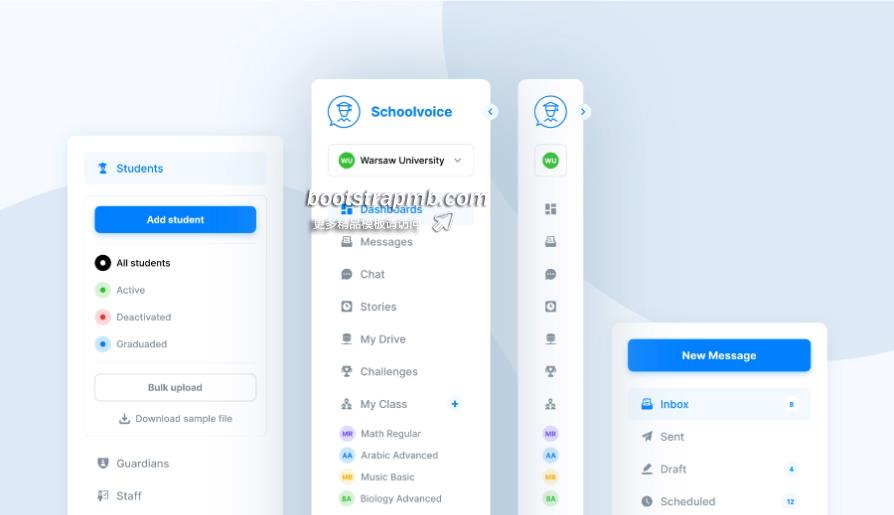 Students
Add student
All students
Active
Deactivated
Graduaded
Bulk upload
Download sample file
Guardians
Staff
Schoolvoice
WU Warsaw University
bootstrapmb.com
Dashboards
更多精品模板请访问
Messages
Chat
Stories
My Drive
Challenges
My Class +
MR Math Regular
AA Arabic Advanced
MB Music Basic
BA Biology Advanced
WU
MR
AA
MB
BA
New Message
Inbox 8
Sent
Draft 4
Scheduled 12